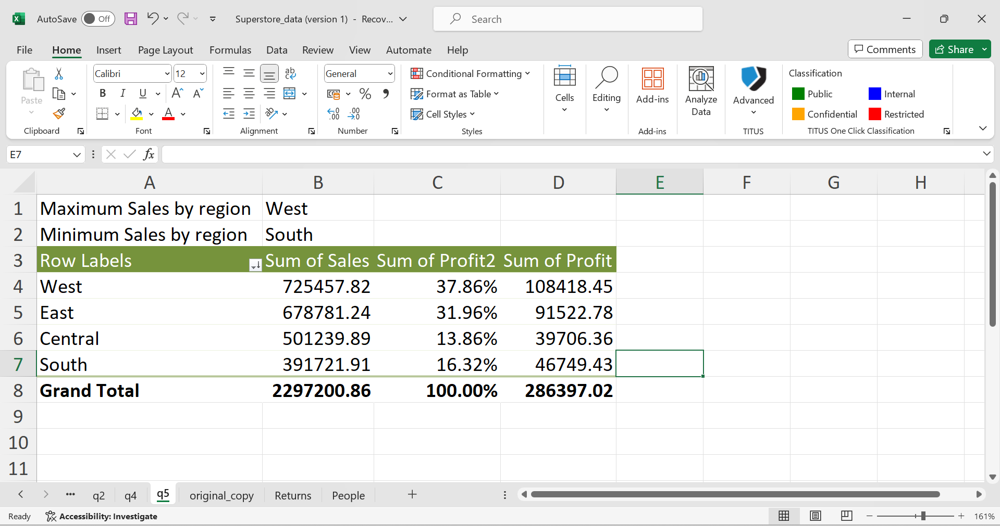 AutoSave Off Superstore_data (version 1) - Recov... Search
File Home Insert Page Layout Formulas Data Review View Automate Help Comments Share
Paste Calibri 12 General Conditional Formatting Format as Table Cell Styles Cells Editing Add-ins Analyze Data Advanced
Classification
Public Internal
Confidential Restricted
Clipboard Font Alignment Number Styles Add-ins TITUS TITUS One Click Classification
E7 fx
A B C D E F G H
1 Maximum Sales by region West
2 Minimum Sales by region South
3 Row Labels Sum of Sales Sum of Profit2 Sum of Profit
4 West 725457.82 37.86% 108418.45
5 East 678781.24 31.96% 91522.78
6 Central 501239.89 13.86% 39706.36
7 South 391721.91 16.32% 46749.43
8 Grand Total 2297200.86 100.00% 286397.02
9
10
11
... q2 q4 q5 original_copy Returns People +
Ready Accessibility: Investigate 161%